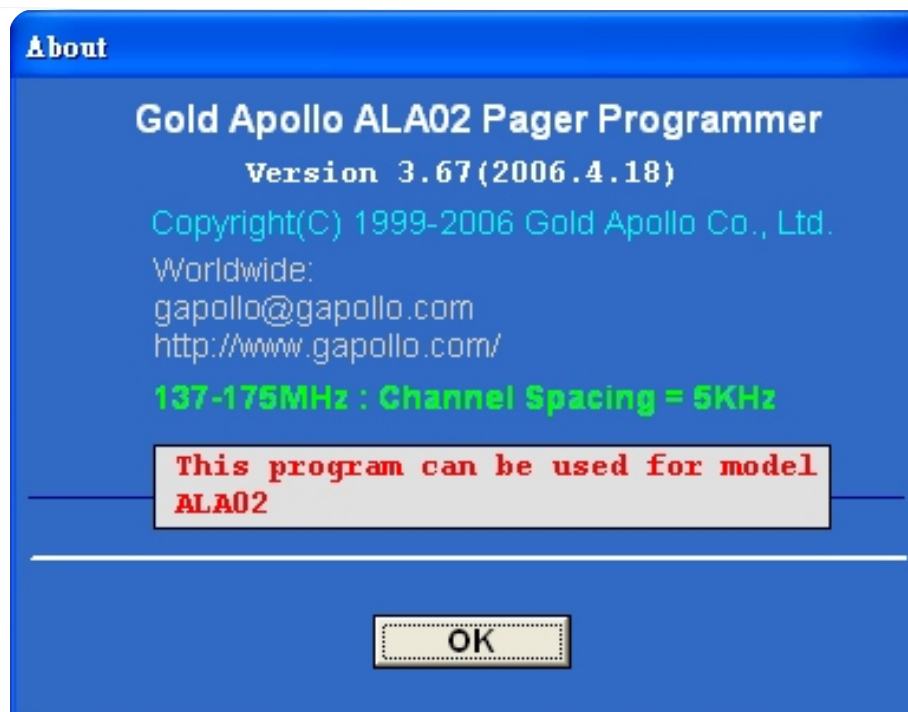 About
Gold Apollo ALA02 Pager Programmer
Version 3.67(2006.4.18)
Copyright(C) 1999-2006 Gold Apollo Co., Ltd.
Worldwide:
gapollo@gapollo.com
http://www.gapollo.com/
137-175MHz : Channel Spacing = 5KHz
This program can be used for model
ALA02
OK